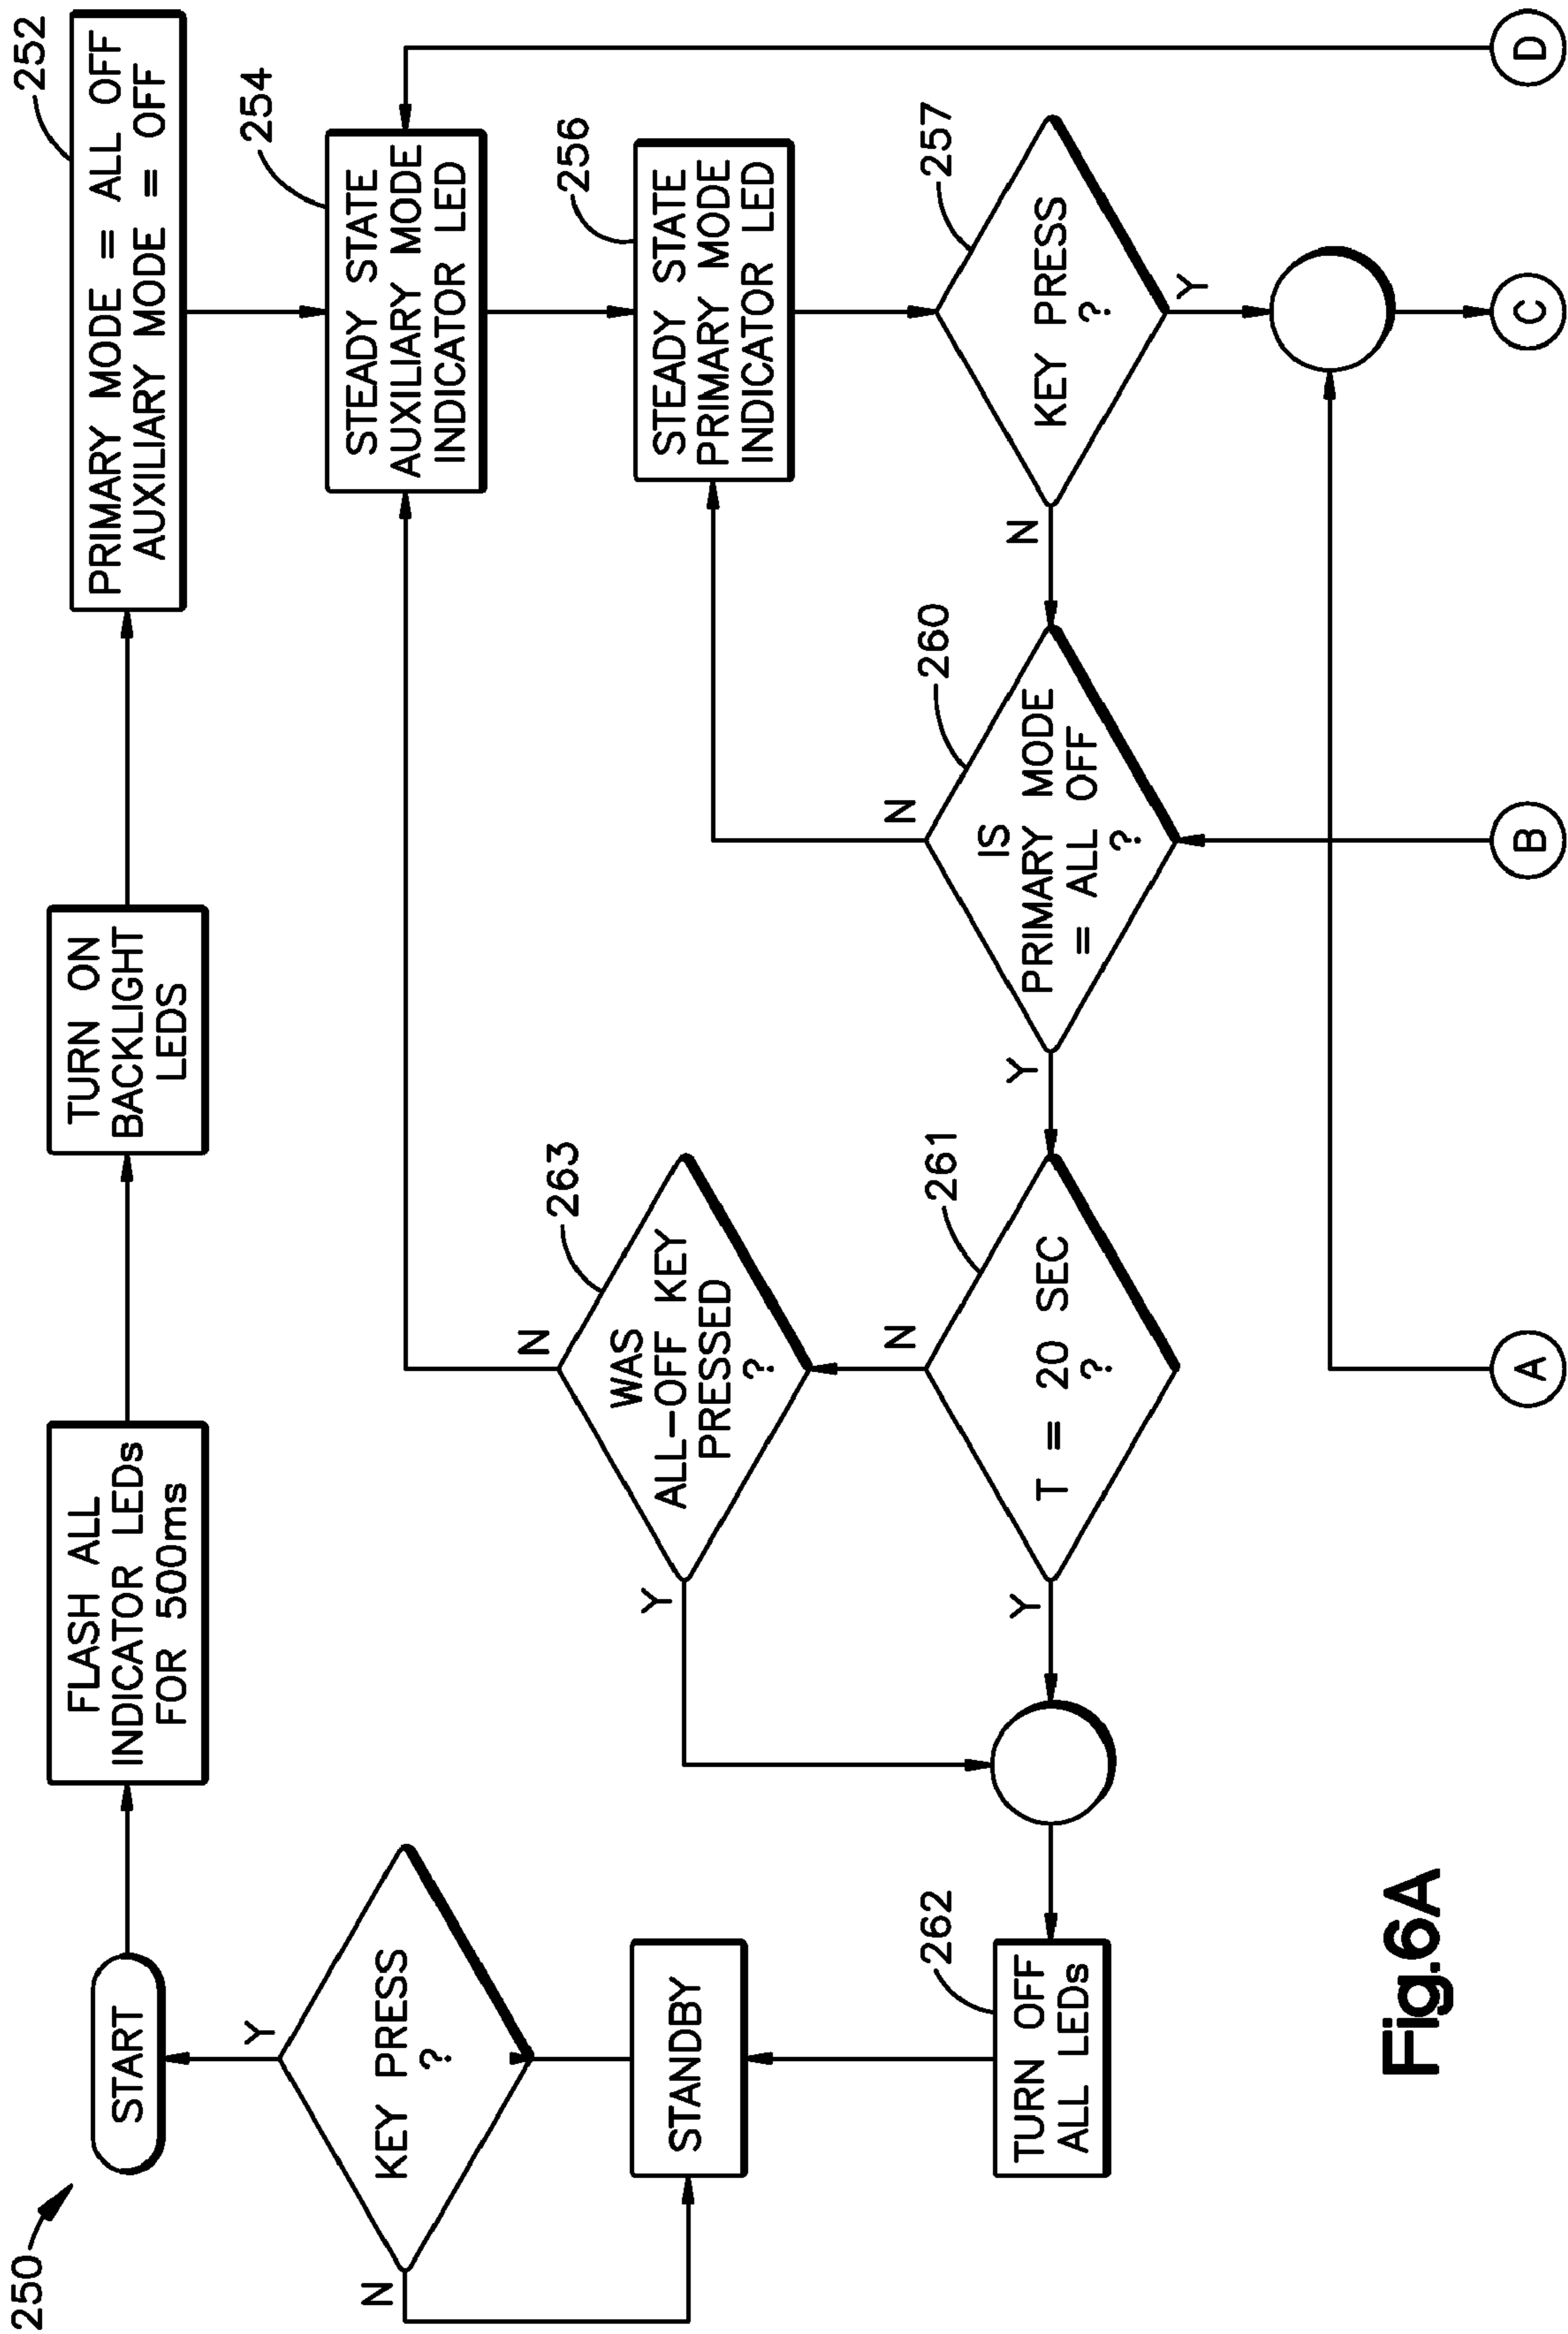 250
START
FLASH ALL
INDICATOR LEDs
FOR 500ms
TURN ON
BACKLIGHT
LEDS
PRIMARY MODE = ALL OFF
AUXILIARY MODE = OFF
252
Y
KEY PRESS
?
N
STANDBY
TURN OFF
ALL LEDs
262
STEADY STATE
AUXILIARY MODE
INDICATOR LED
254
STEADY STATE
PRIMARY MODE
INDICATOR LED
256
N
WAS
ALL-OFF KEY
PRESSED
?
263
Y
N
T = 20 SEC
?
261
Y
N
IS
PRIMARY MODE
= ALL OFF
?
260
Y
KEY PRESS
?
257
N
Y
A
B
C
D
Fig.6A